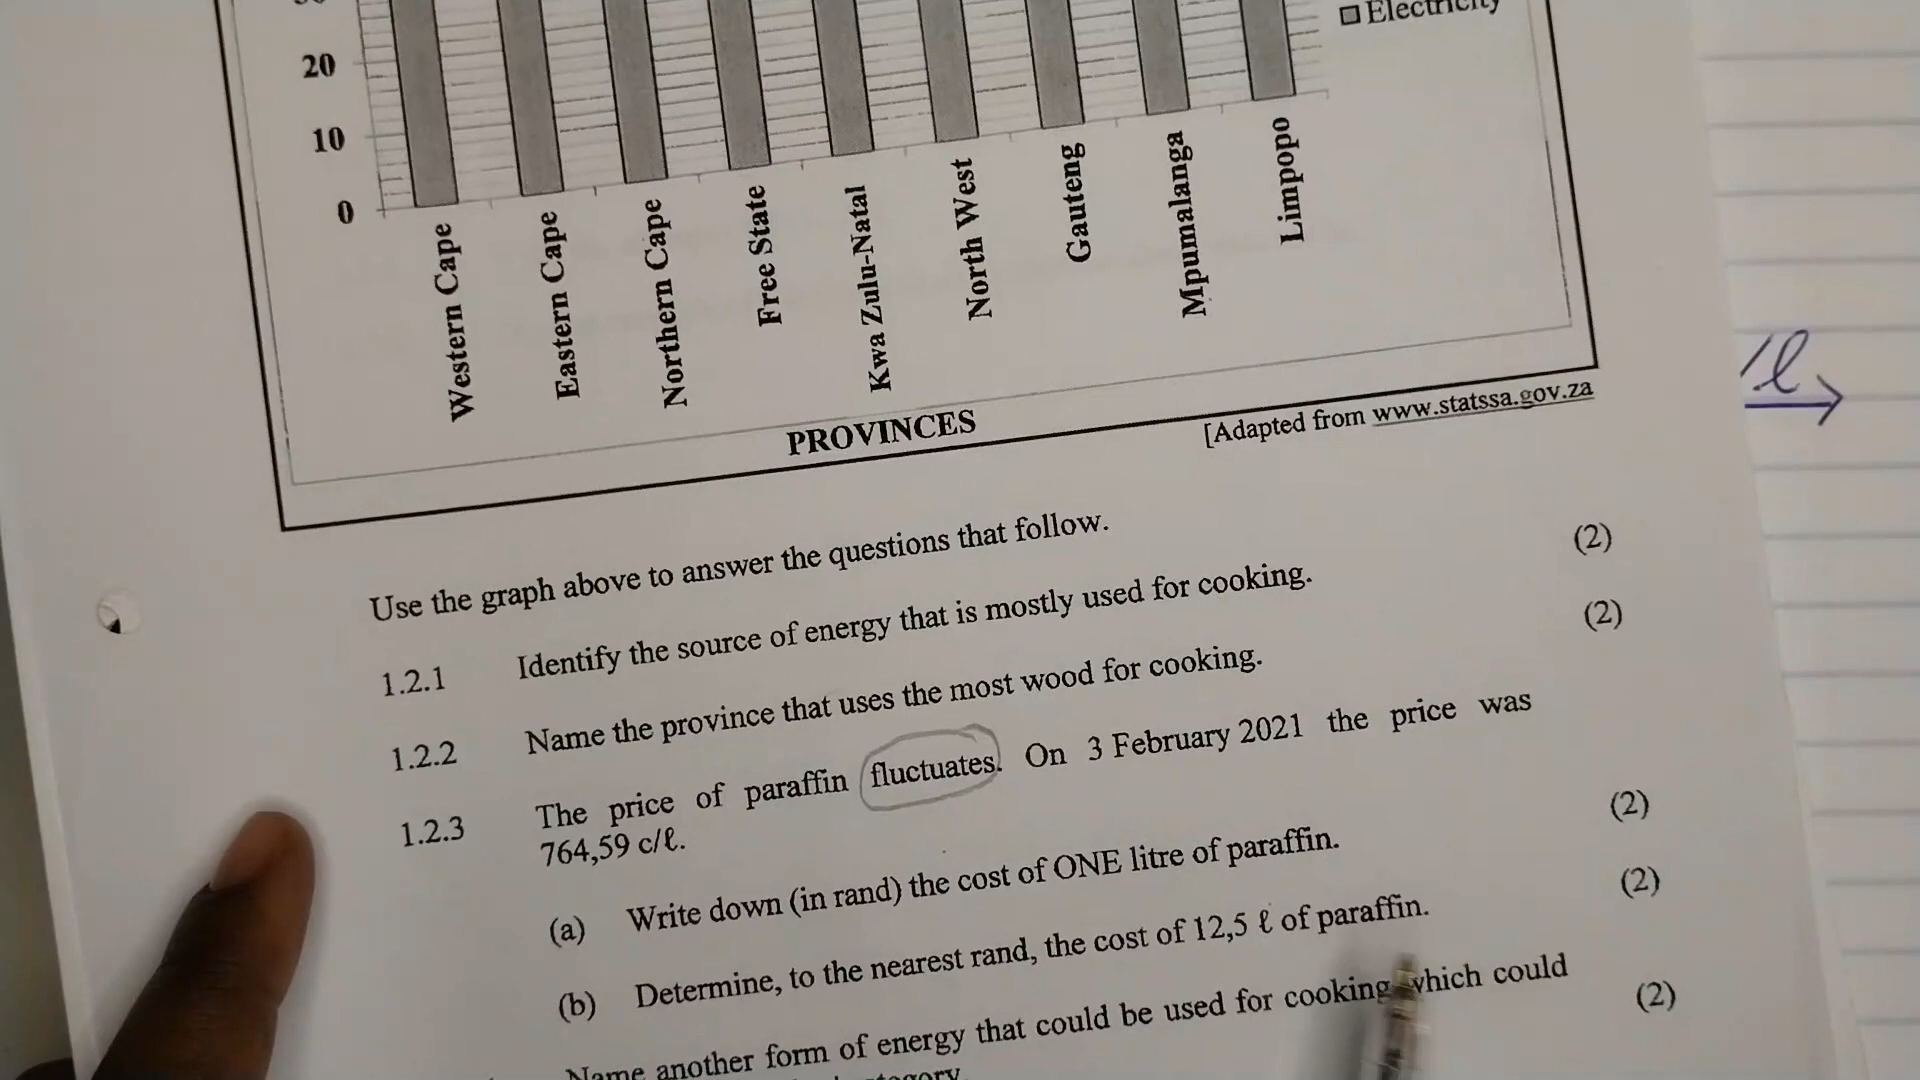 Electricity
20
10
0
Western Cape
Eastern Cape
Northern Cape
Free State
Kwa Zulu-Natal
North West
Gauteng
Mpumalanga
Limpopo
PROVINCES
[Adapted from www.statssa.gov.za
/l
Use the graph above to answer the questions that follow.
1.2.1 Identify the source of energy that is mostly used for cooking. (2)
1.2.2 Name the province that uses the most wood for cooking. (2)
1.2.3 The price of paraffin fluctuates. On 3 February 2021 the price was
764,59 c/ℓ.
(a) Write down (in rand) the cost of ONE litre of paraffin. (2)
(b) Determine, to the nearest rand, the cost of 12,5 ℓ of paraffin. (2)
Name another form of energy that could be used for cooking which could (2)